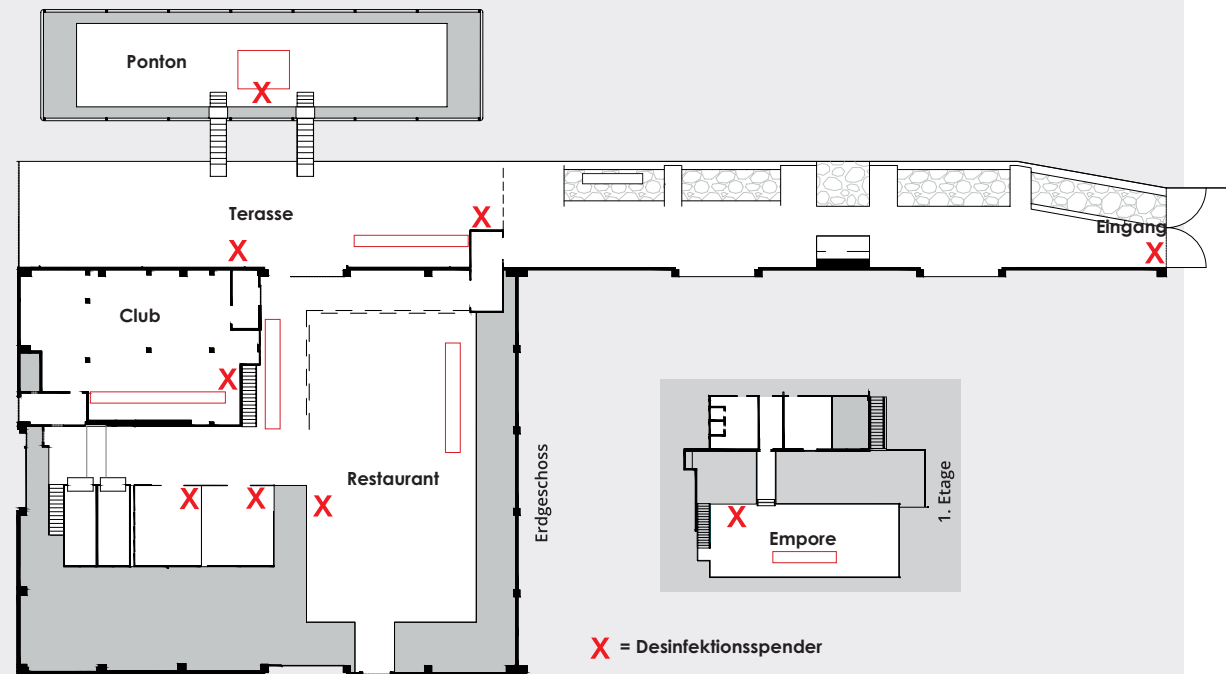 Ponton
X
Terasse
X
X
Eingang
X
Club
X
Restaurant
X
X
X
Erdgeschoss
1. Etage
X
Empore
X = Desinfektionsspender